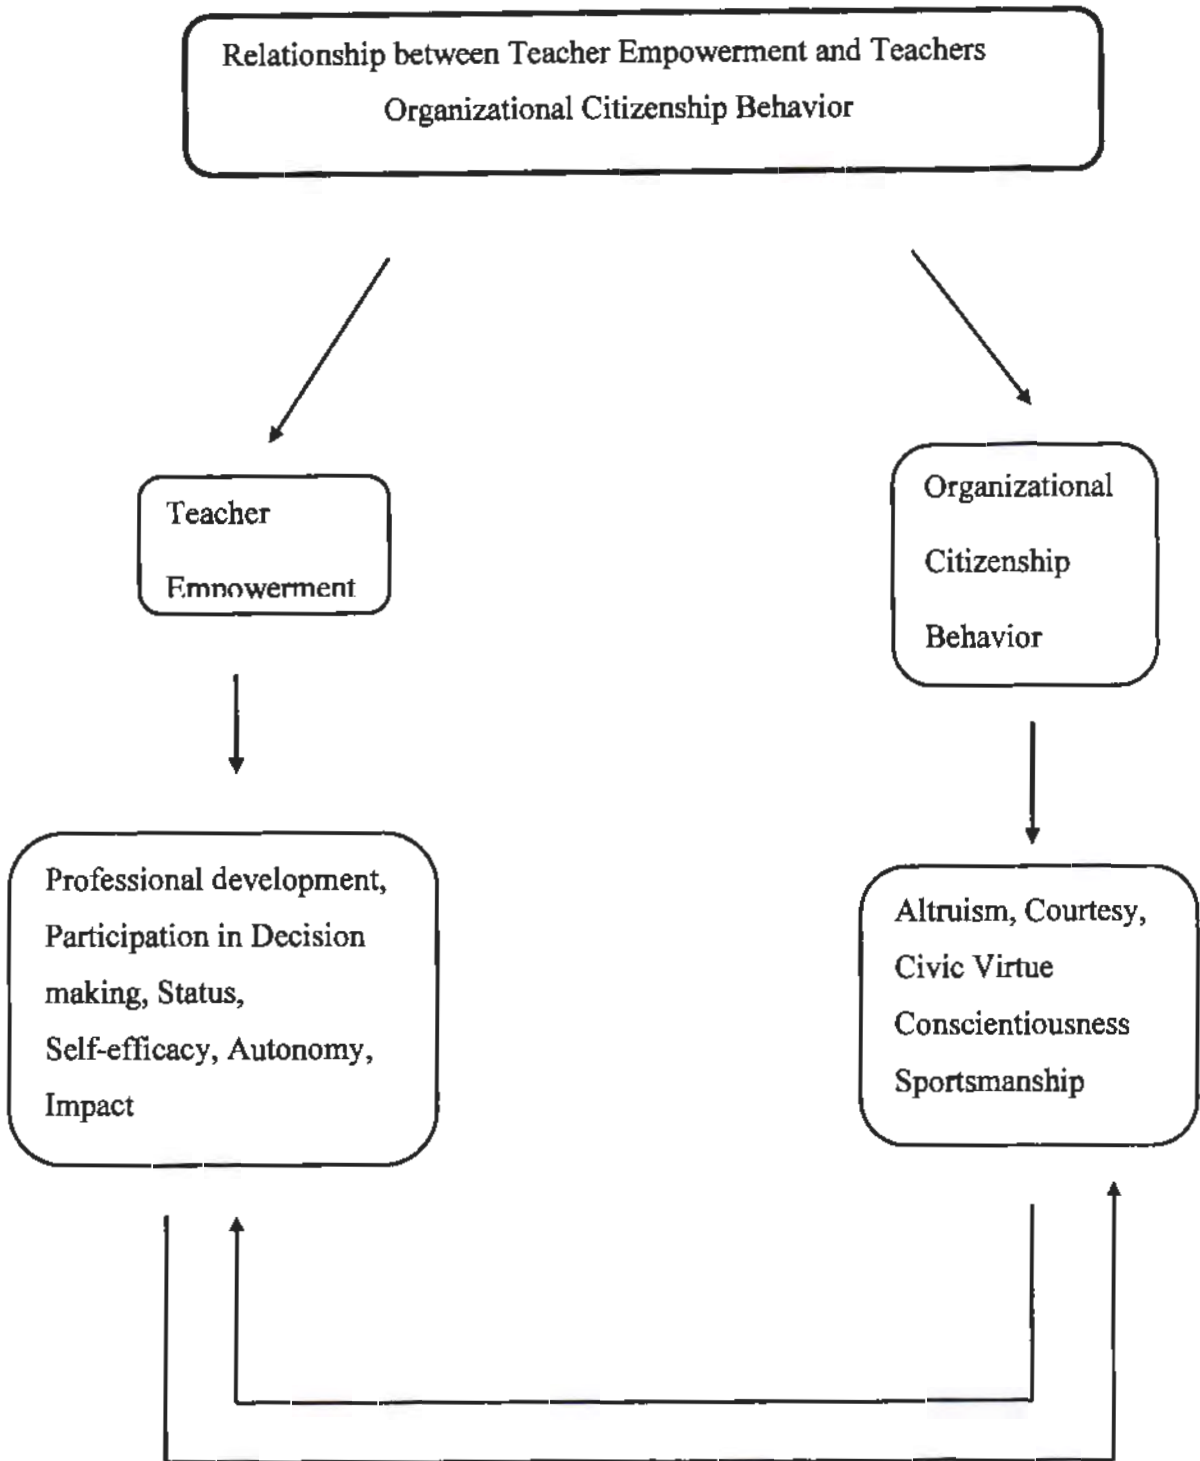 Relationship between Teacher Empowerment and Teachers
Organizational Citizenship Behavior
Teacher
Empowerment
Organizational
Citizenship
Behavior
Professional development,
Participation in Decision
making, Status,
Self-efficacy, Autonomy,
Impact
Altruism, Courtesy,
Civic Virtue
Conscientiousness
Sportsmanship